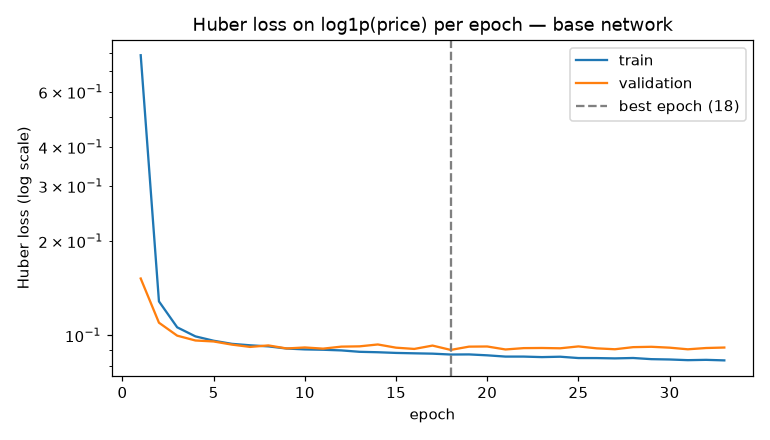 Huber loss on log1p(price) per epoch — base network
train
validation
best epoch (18)
Huber loss (log scale)
6 × 10⁻¹
4 × 10⁻¹
3 × 10⁻¹
2 × 10⁻¹
10⁻¹
0 5 10 15 20 25 30
epoch